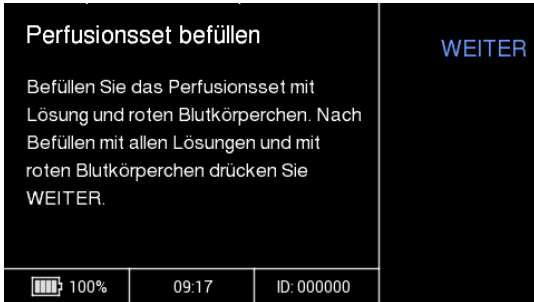 Perfusionsset befüllen
WEITER
Befüllen Sie das Perfusionsset mit
Lösung und roten Blutkörperchen. Nach
Befüllen mit allen Lösungen und mit
roten Blutkörperchen drücken Sie
WEITER.
100%
09:17
ID: 000000